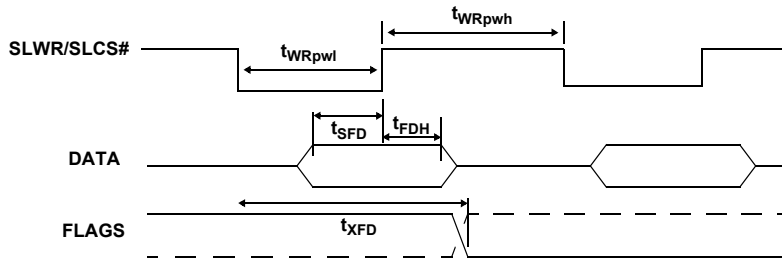 SLWR/SLCS#
tWRpwl
tWRpwh
DATA
tSFD
tFDH
FLAGS
tXFD